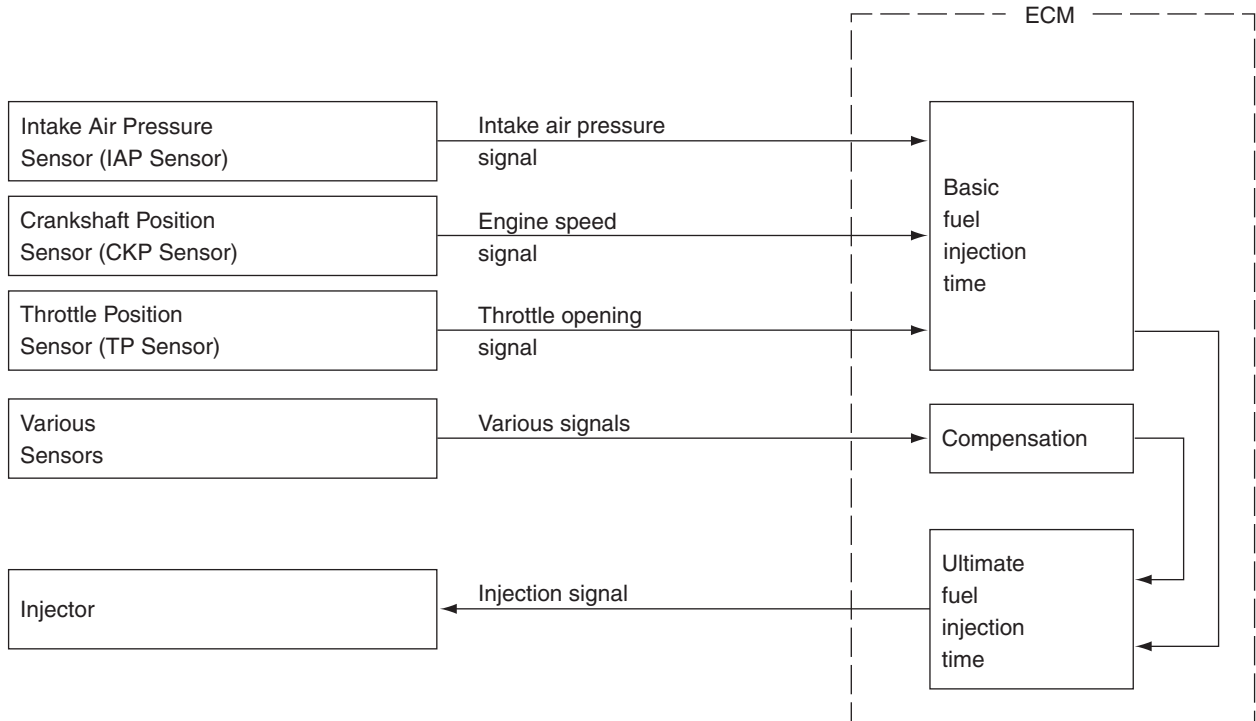 ECM
Intake Air Pressure
Sensor (IAP Sensor)
Intake air pressure
signal
Crankshaft Position
Sensor (CKP Sensor)
Engine speed
signal
Throttle Position
Sensor (TP Sensor)
Throttle opening
signal
Basic
fuel
injection
time
Various
Sensors
Various signals
Compensation
Injector
Injection signal
Ultimate
fuel
injection
time